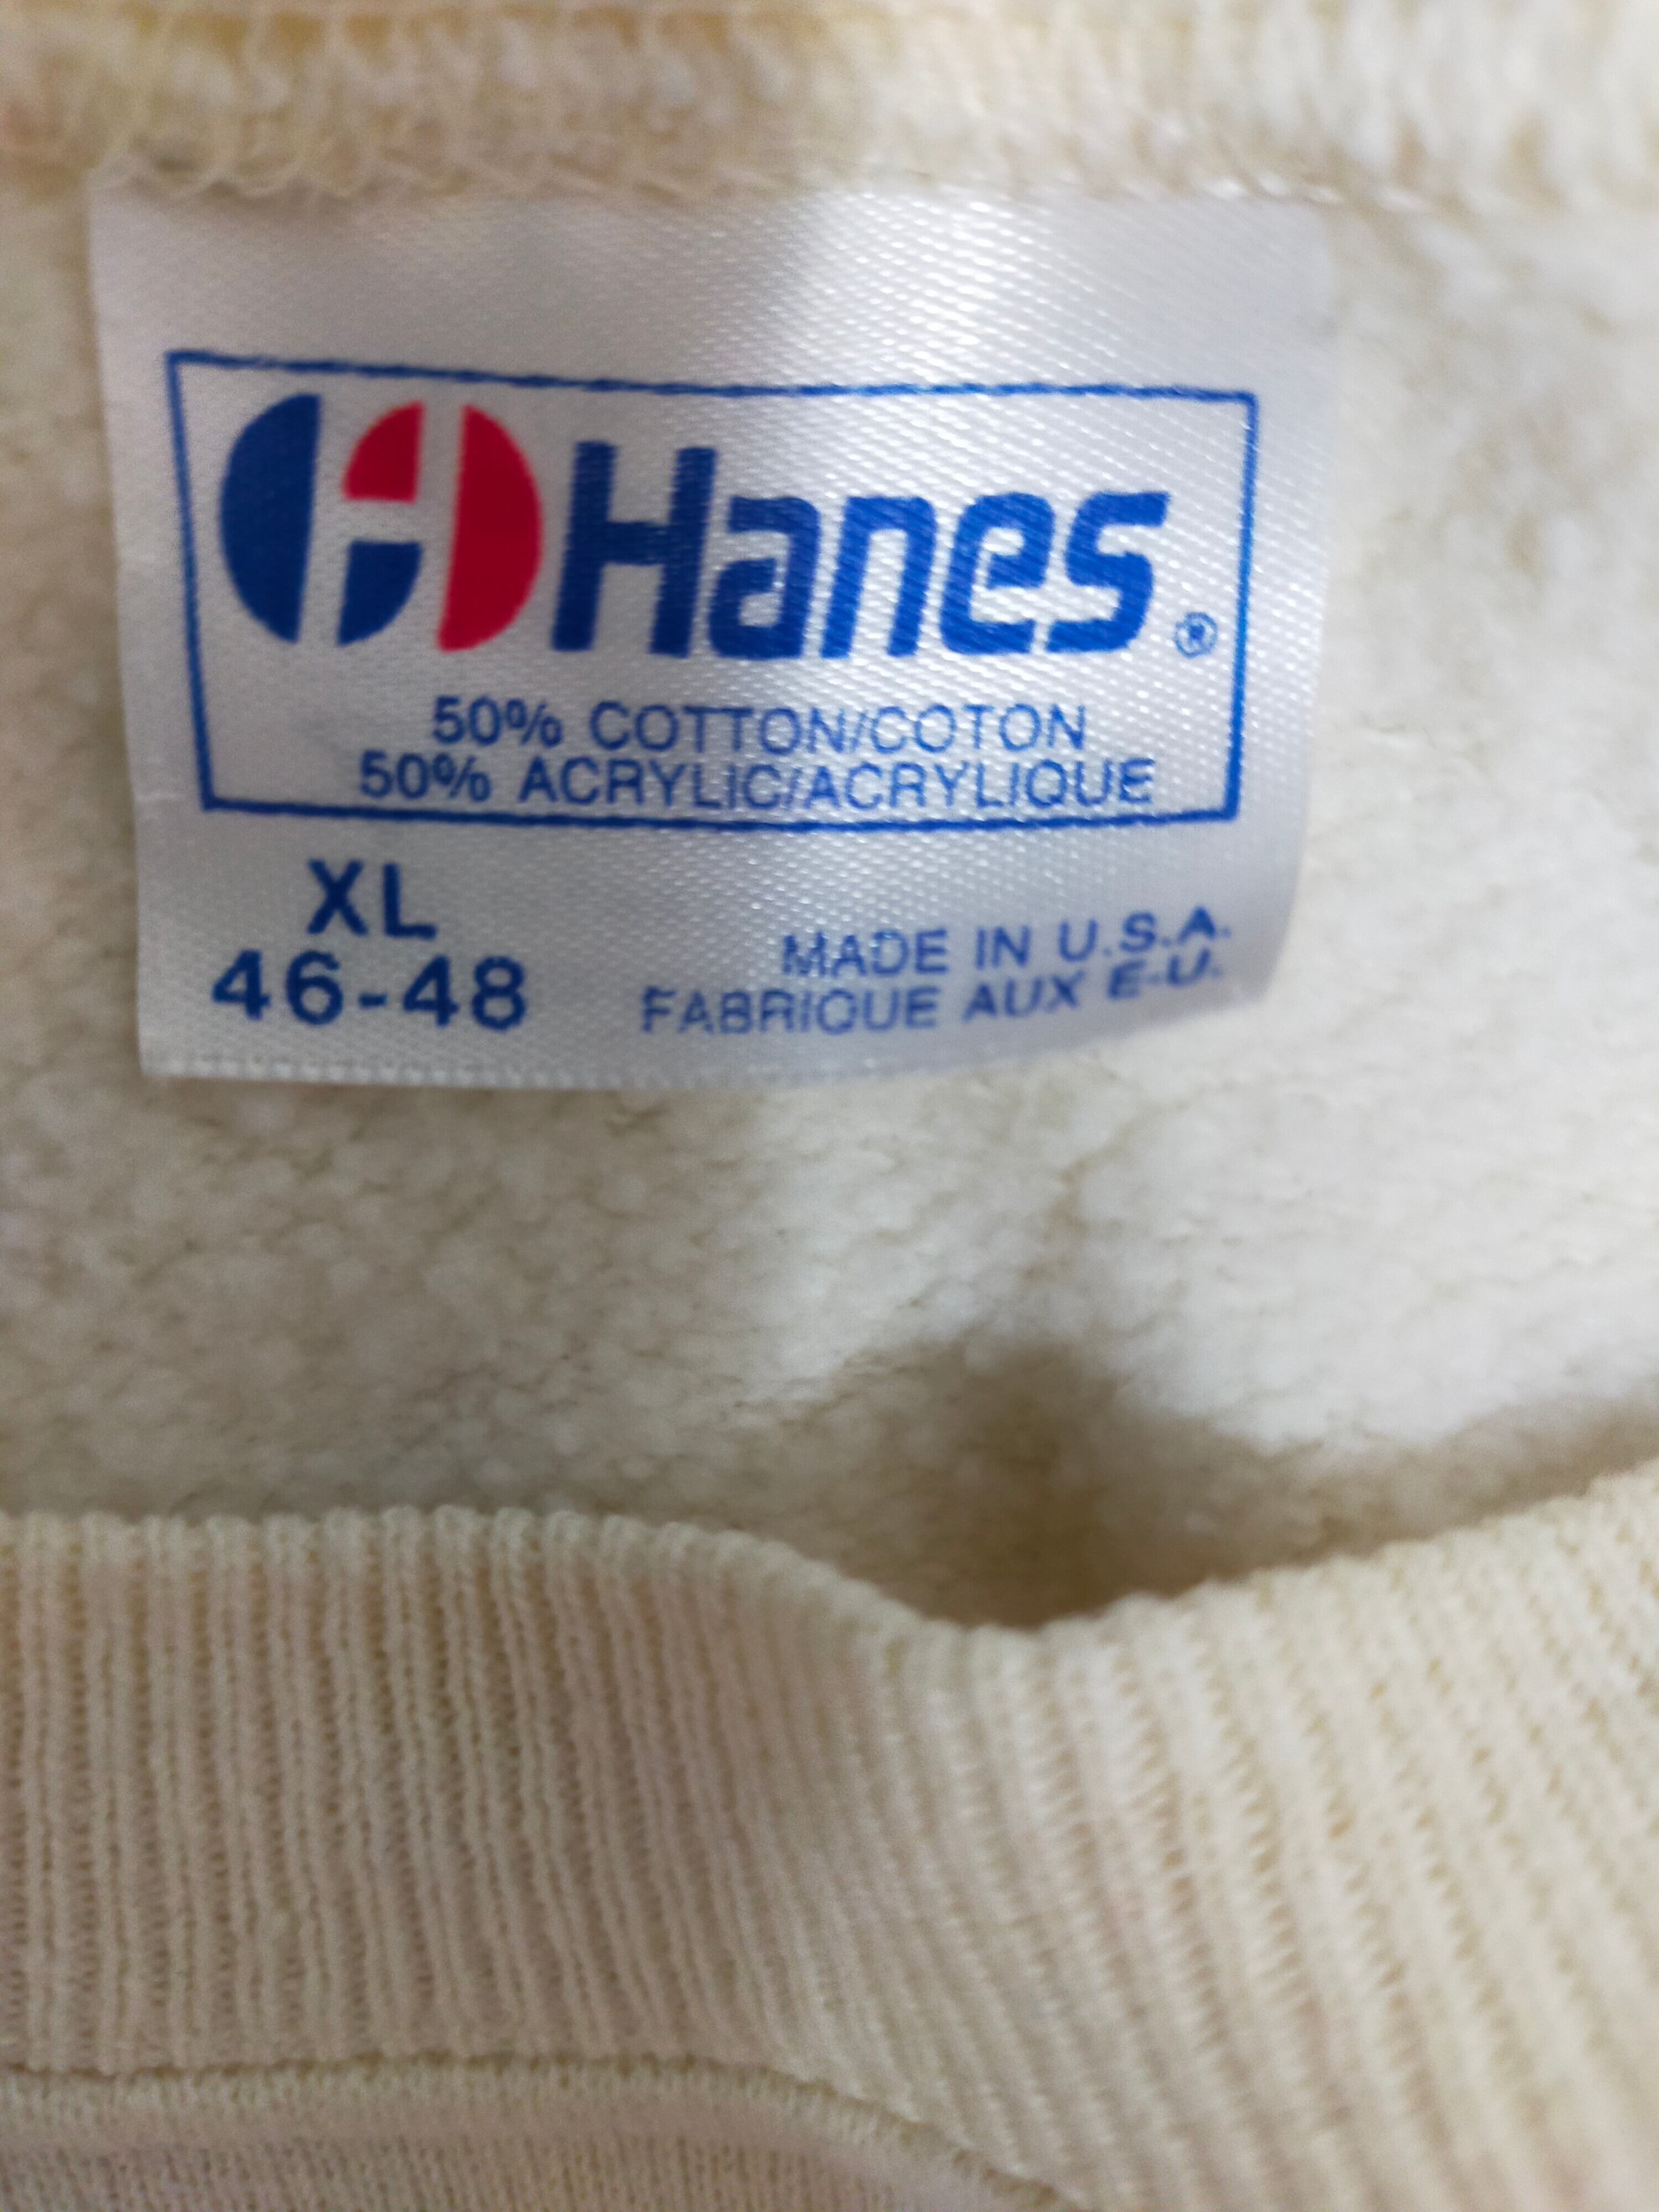 Hanes®
50% COTTON/COTON
50% ACRYLIC/ACRYLIQUE
XL
46-48
MADE IN U.S.A.
FABRIQUE AUX E-U.